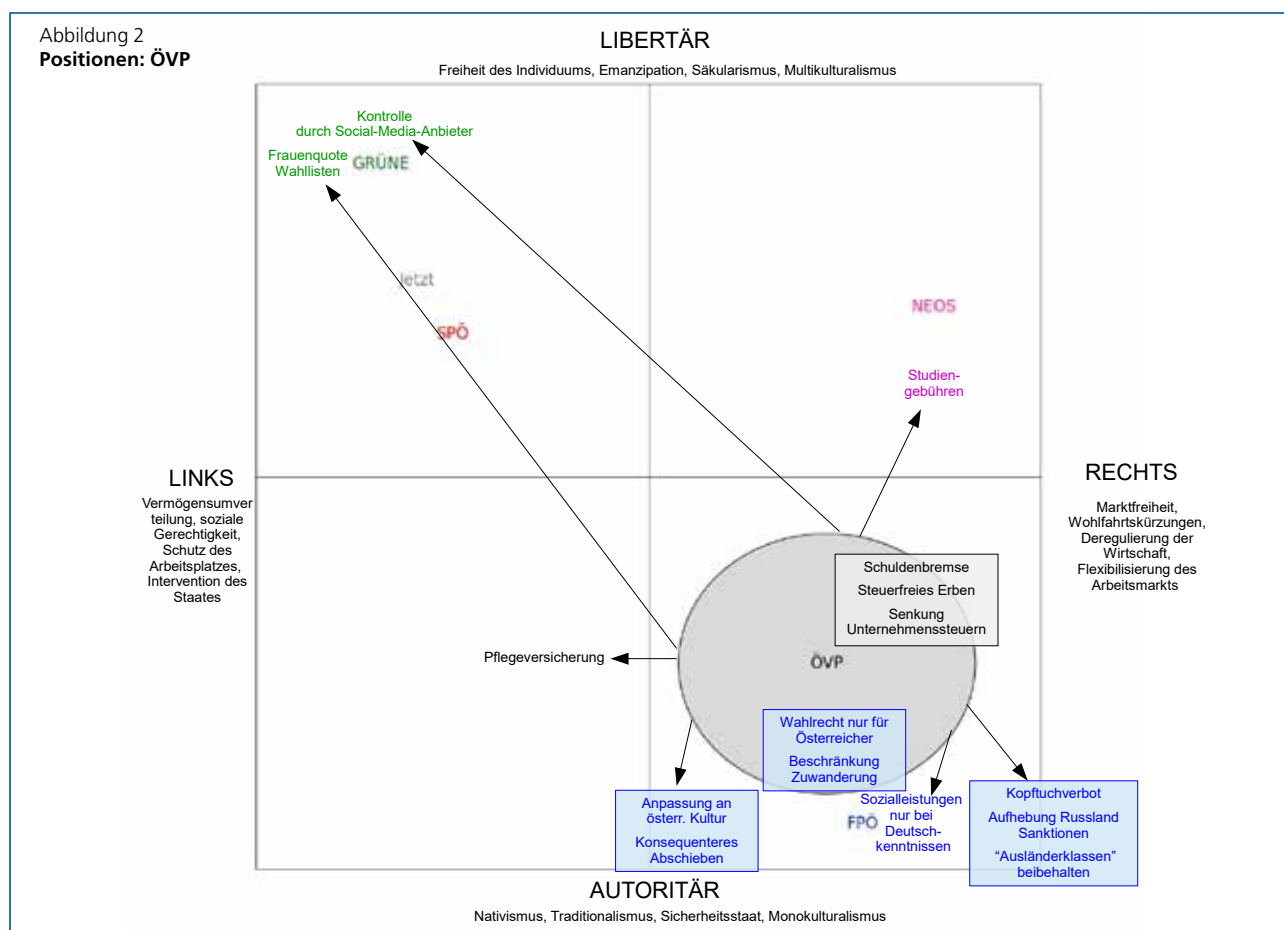 Abbildung 2
Positionen: ÖVP
LIBERTÄR
Freiheit des Individuums, Emanzipation, Säkularismus, Multikulturalismus
Kontrolle
durch Social-Media-Anbieter
Frauenquote
Wahllisten
GRÜNE
Jetzt
SPÖ
NEOS
Studien-
gebühren
LINKS
Vermögensumver
teilung, soziale
Gerechtigkeit,
Schutz des
Arbeitsplatzes,
Intervention des
Staates
RECHTS
Marktfreiheit,
Wohlfahrtskürzungen,
Deregulierung der
Wirtschaft,
Flexibilisierung des
Arbeitsmarkts
Schuldenbremse
Steuerfreies Erben
Senkung
Unternehmenssteuern
Pflegeversicherung
ÖVP
Wahlrecht nur für
Österreicher
Beschränkung
Zuwanderung
Anpassung an
österr. Kultur
Konsequenteres
Abschieben
FPÖ
Sozialleistungen
nur bei
Deutsch-
kenntnissen
Kopftuchverbot
Aufhebung Russland
Sanktionen
“Ausländerklassen”
beibehalten
AUTORITÄR
Nativismus, Traditionalismus, Sicherheitsstaat, Monokulturalismus